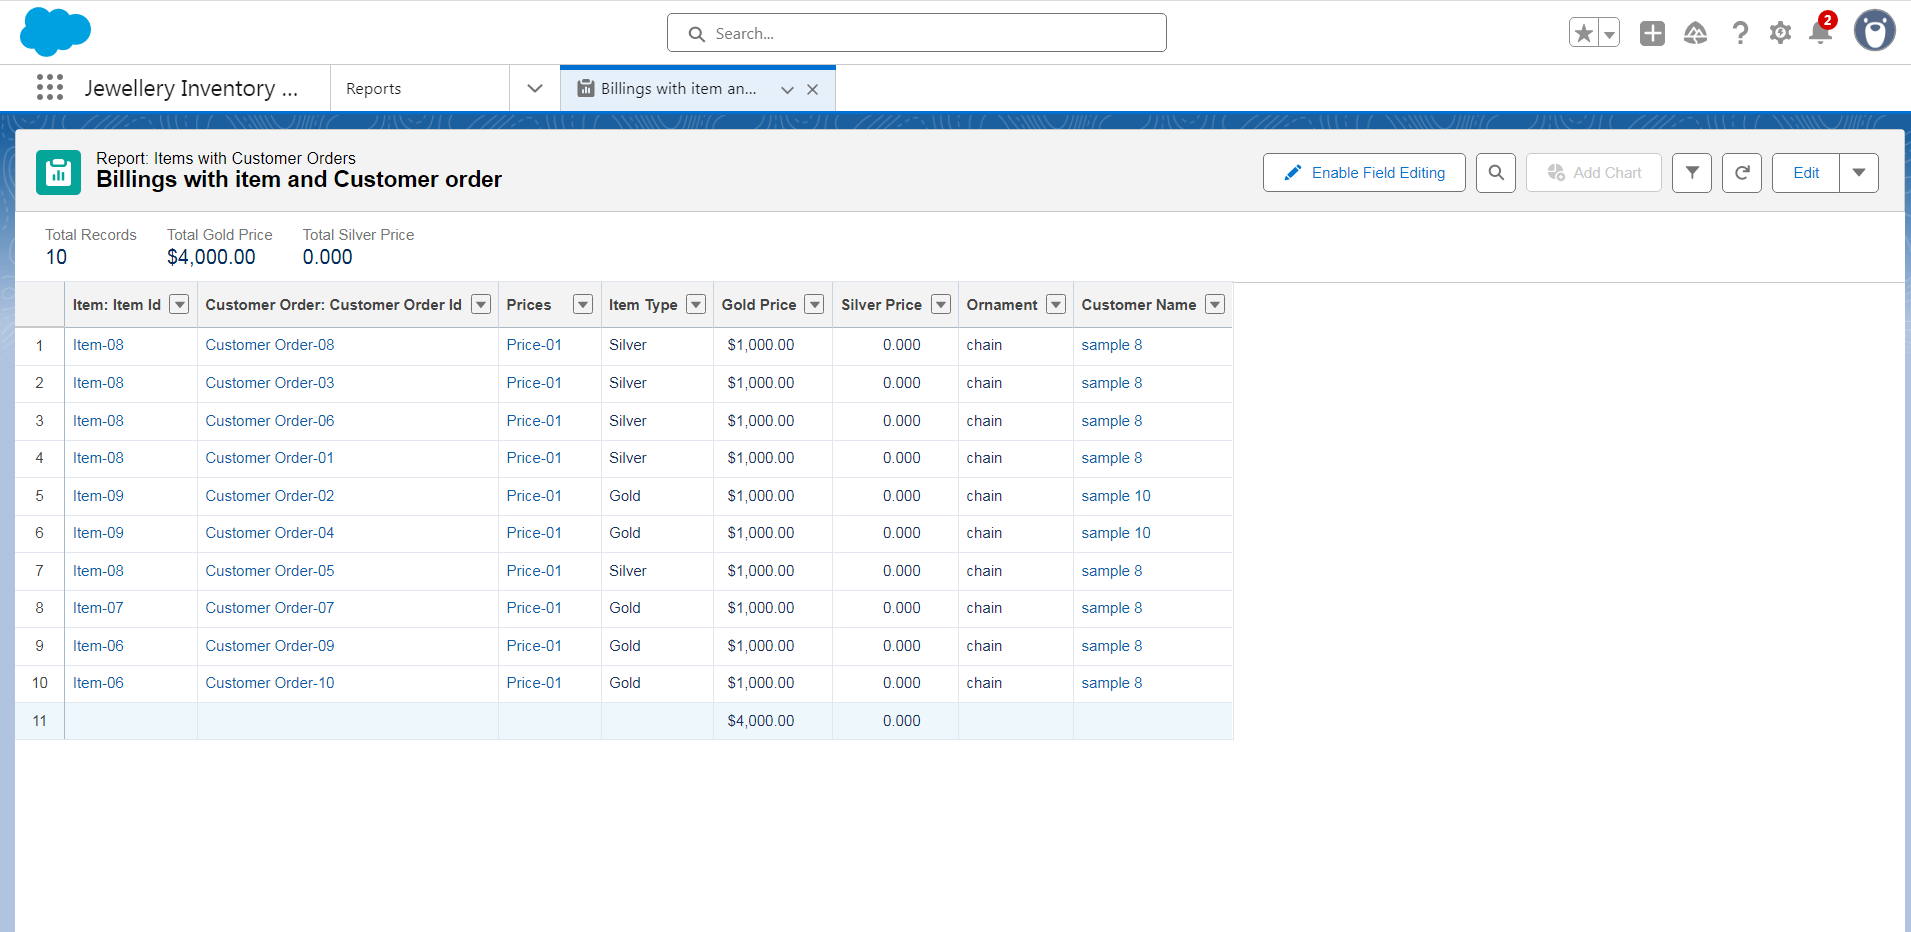 Search...
2
Jewellery Inventory ...
Reports
Billings with item an...
Report: Items with Customer Orders
Billings with item and Customer order
Enable Field Editing
Add Chart
Edit
Total Records Total Gold Price Total Silver Price
10 $4,000.00 0.000
Item: Item Id Customer Order: Customer Order Id Prices Item Type Gold Price Silver Price Ornament Customer Name
1 Item-08 Customer Order-08 Price-01 Silver $1,000.00 0.000 chain sample 8
2 Item-08 Customer Order-03 Price-01 Silver $1,000.00 0.000 chain sample 8
3 Item-08 Customer Order-06 Price-01 Silver $1,000.00 0.000 chain sample 8
4 Item-08 Customer Order-01 Price-01 Silver $1,000.00 0.000 chain sample 8
5 Item-09 Customer Order-02 Price-01 Gold $1,000.00 0.000 chain sample 10
6 Item-09 Customer Order-04 Price-01 Gold $1,000.00 0.000 chain sample 10
7 Item-08 Customer Order-05 Price-01 Silver $1,000.00 0.000 chain sample 8
8 Item-07 Customer Order-07 Price-01 Gold $1,000.00 0.000 chain sample 8
9 Item-06 Customer Order-09 Price-01 Gold $1,000.00 0.000 chain sample 8
10 Item-06 Customer Order-10 Price-01 Gold $1,000.00 0.000 chain sample 8
11 $4,000.00 0.000